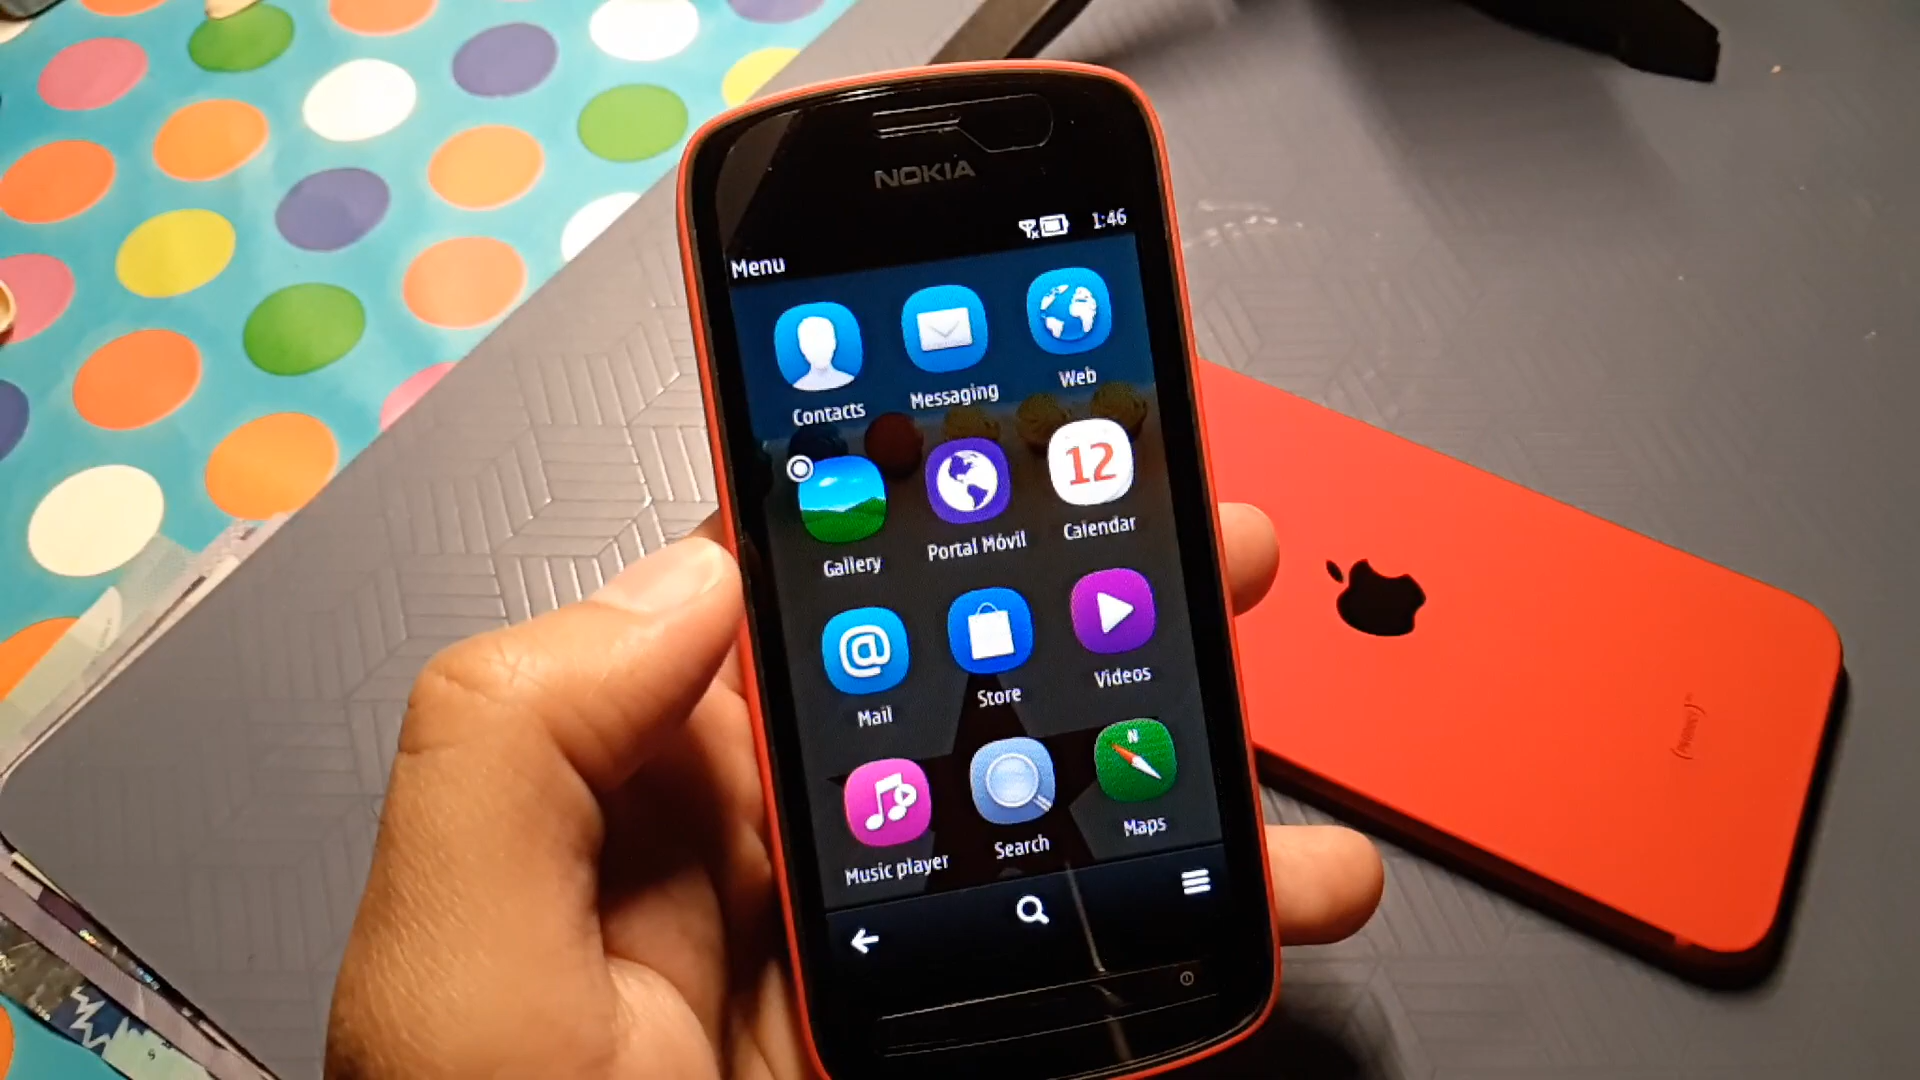 NOKIA
1:46
Menu
Contacts
Messaging
Web
12
Gallery
Portal Móvil
Calendar
@
Mail
Store
Videos
N
Music player
Search
Maps